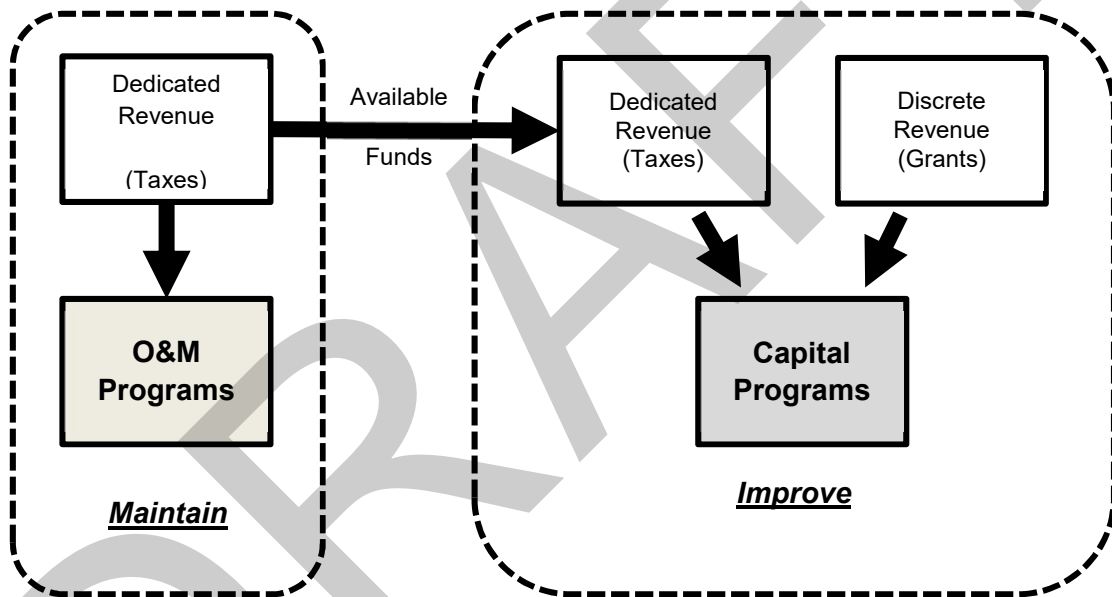 Dedicated
Revenue
(Taxes)
Available
Funds
Dedicated
Revenue
(Taxes)
Discrete
Revenue
(Grants)
O&M
Programs
Capital
Programs
Maintain
Improve
DRAFT